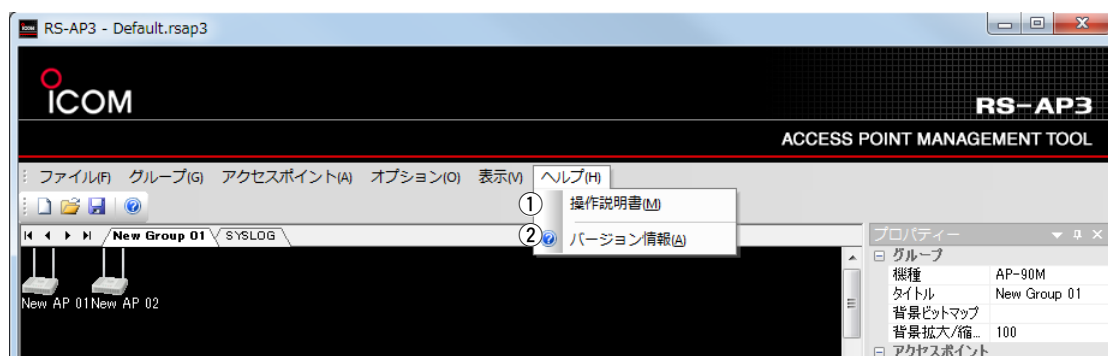 RS-AP3 - Default.rsap3
ICOM
RS-AP3
ACCESS POINT MANAGEMENT TOOL
ファイル(F) グループ(G) アクセスポイント(A) オプション(O) 表示(V) ヘルプ(H)
① 操作説明書(M)
② バージョン情報(A)
New Group 01 SYSLOG
New AP 01 New AP 02
プロパティー
グループ
機種 AP-90M
タイトル New Group 01
背景ビットマップ
背景拡大/縮... 100
アクセスポイント